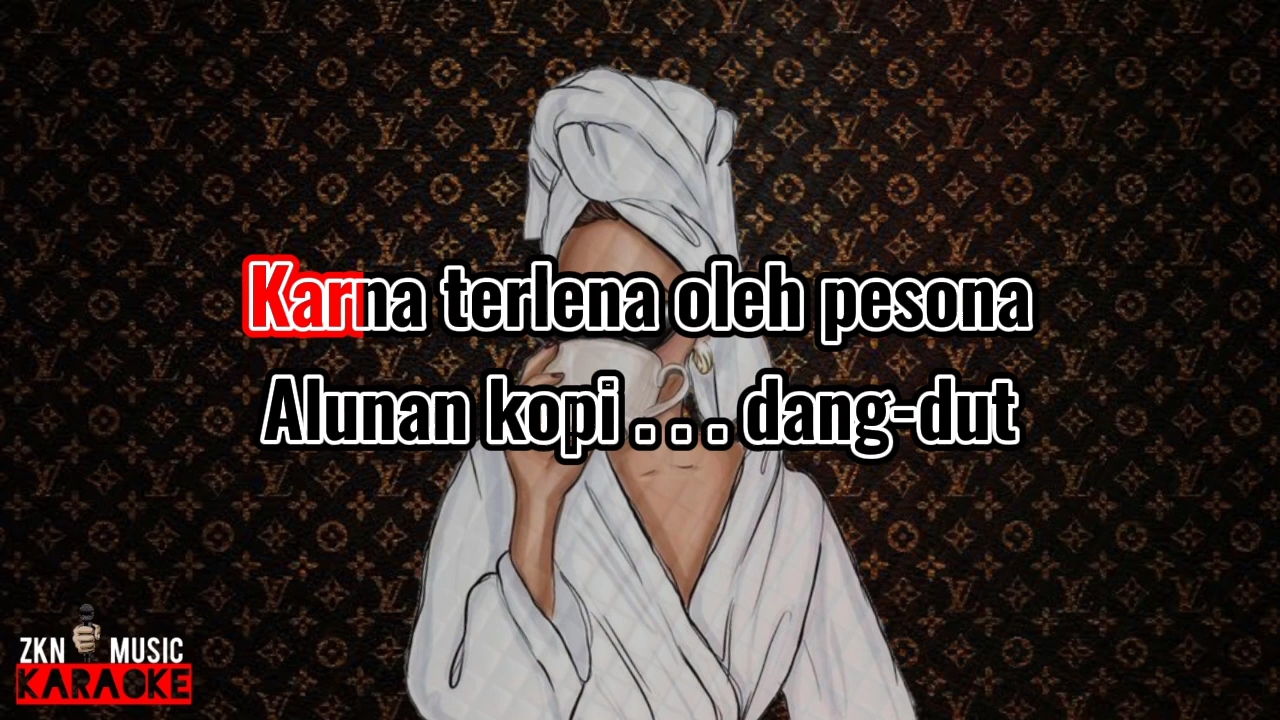 Karna terlena oleh pesona
Alunan kopi . . . dang-dut
ZKN MUSIC
KARAOKE